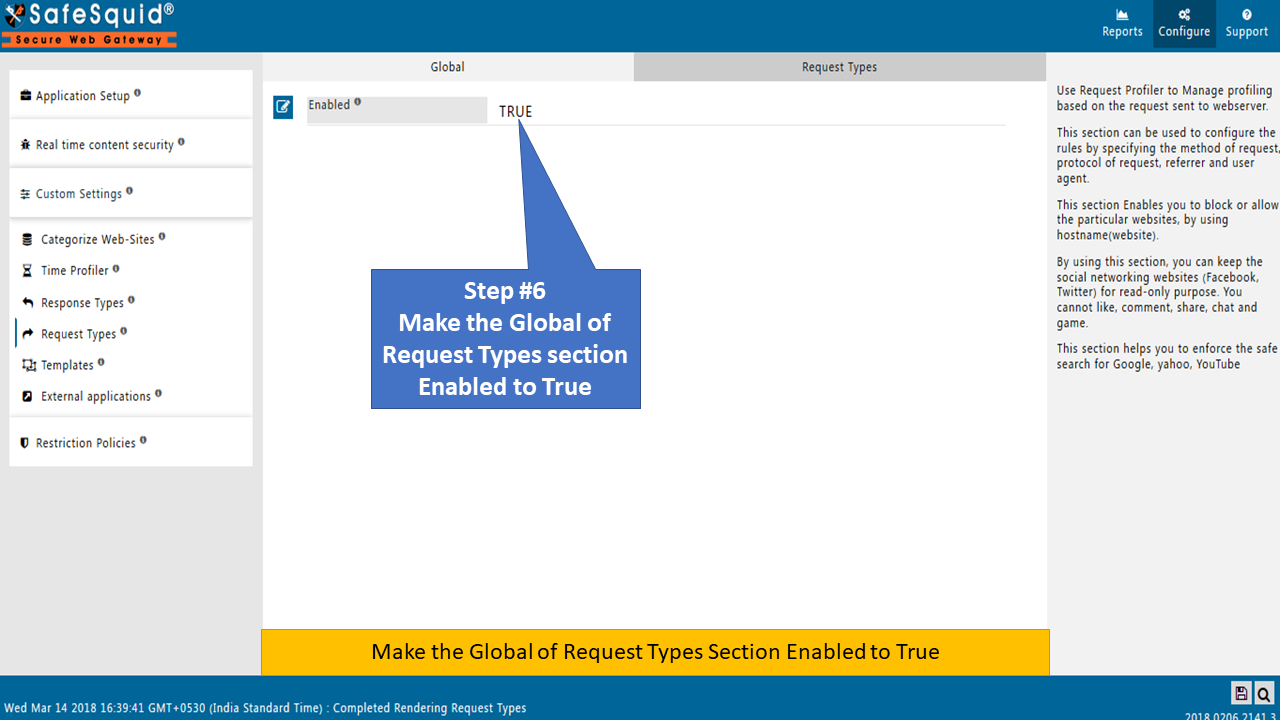 SafeSquid®
Secure Web Gateway
Reports
Configure
Support
Application Setup
Real time content security
Custom Settings
Categorize Web-Sites
Time Profiler
Response Types
Request Types
Templates
External applications
Restriction Policies
Global
Request Types
Enabled
TRUE
Step #6
Make the Global of
Request Types section
Enabled to True
Make the Global of Request Types Section Enabled to True
Use Request Profiler to Manage profiling
based on the request sent to webserver.
This section can be used to configure the
rules by specifying the method of request,
protocol of request, referrer and user
agent.
This section Enables you to block or allow
the particular websites, by using
hostname(website).
By using this section, you can keep the
social networking websites (Facebook,
Twitter) for read-only purpose. You
cannot like, comment, share, chat and
game.
This section helps you to enforce the safe
search for Google, yahoo, YouTube
Wed Mar 14 2018 16:39:41 GMT+0530 (India Standard Time) : Completed Rendering Request Types
2018.0206.2141.3